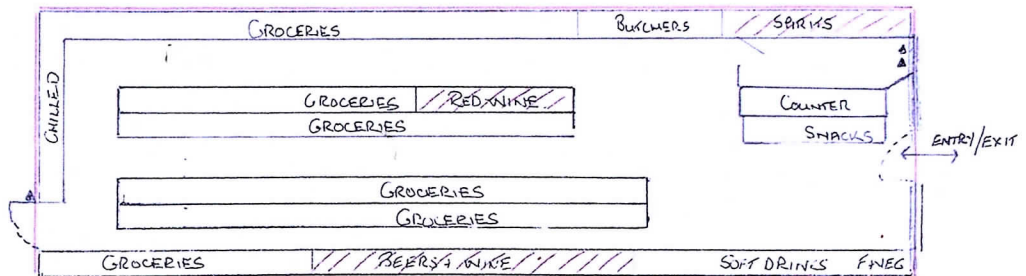 GROCERIES BUTCHERS SPIRITS
CHILLED
GROCERIES RED WINE
GROCERIES
COUNTER
SNACKS
ENTRY/EXIT
GROCERIES
GROCERIES
GROCERIES BEERS + WINE SOFT DRINKS F+VEG